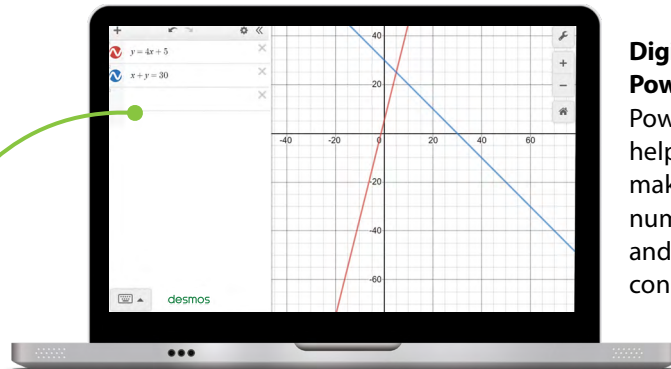 y = 4x + 5
x + y = 30
40
20
-40
-20
20
40
60
-20
-40
-60
desmos
Dig
Pow
Pow
help
mak
num
and
con